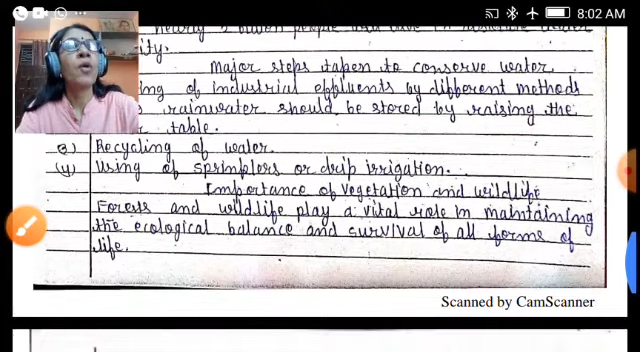 8:02 AM
people
ity.
Major steps tapen to conserve water.
ing of industrial effluents by different methods
rainwater should be stored by raising the
table.
3) Recycling of water.
(4) Using of sprinplers or drip irrigation.
Importance of vegetation and wildlife
Forests and wildlife play a vital role in maintaining
the ecological balance and survival of all forms of
life.
Scanned by CamScanner